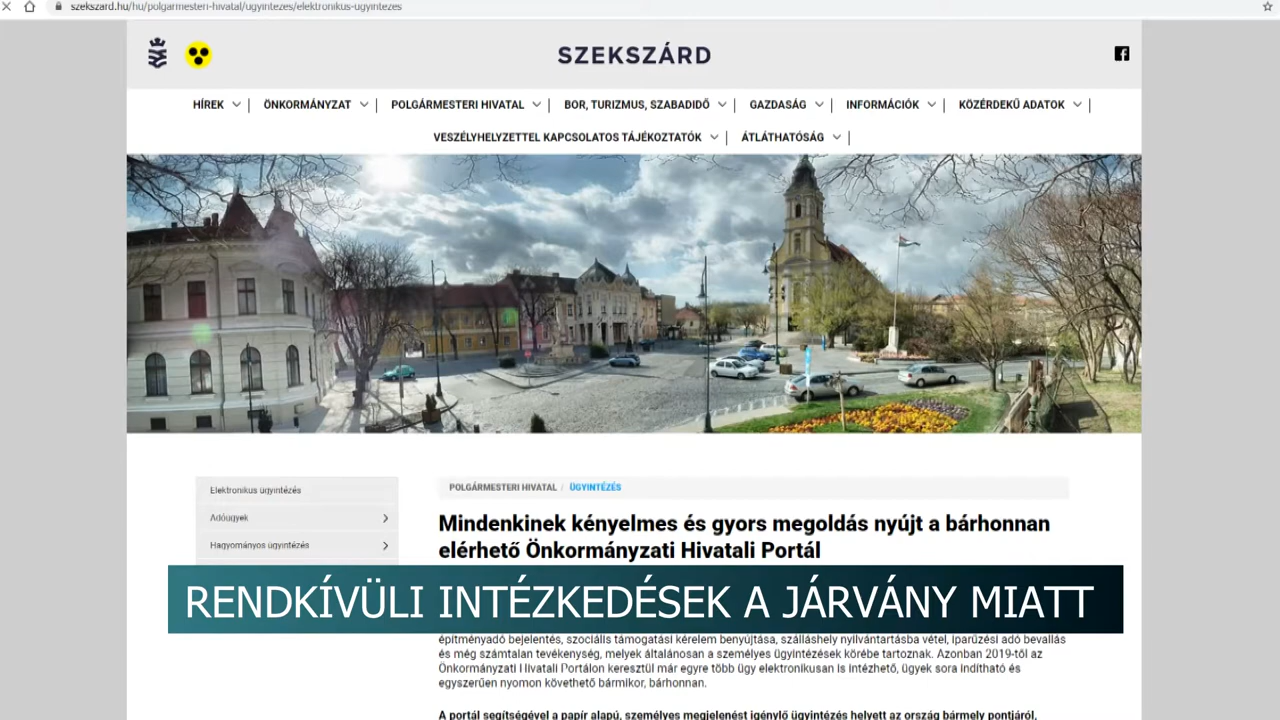 szekszard.hu/hu/polgarmesteri-hivatal/ugyintezes/elektronikus-ugyintezes
SZEKSZÁRD
HÍREK
ÖNKORMÁNYZAT
POLGÁRMESTERI HIVATAL
BOR, TURIZMUS, SZABADIDŐ
GAZDASÁG
INFORMÁCIÓK
KÖZÉRDEKŰ ADATOK
VESZÉLYHELYZETTEL KAPCSOLATOS TÁJÉKOZTATÓK
ÁTLÁTHATÓSÁG
Elektronikus ügyintézés
Adóügyek
Hagyományos ügyintézés
POLGÁRMESTERI HIVATAL / ÜGYINTÉZÉS
Mindenkinek kényelmes és gyors megoldás nyújt a bárhonnan
elérhető Önkormányzati Hivatali Portál
RENDKÍVÜLI INTÉZKEDÉSEK A JÁRVÁNY MIATT
építményadó bejelentés, szociális támogatási kérelem benyújtása, szálláshely nyilvántartásba vétel, iparűzési adó bevallás
és még számtalan tevékenység, melyek általánosan a személyes ügyintézések körébe tartoznak. Azonban 2019-től az
Önkormányzati Hivatali Portálon keresztül már egyre több ügy elektronikusan is intézhető, ügyek sora indítható és
egyszerűen nyomon követhető bármikor, bárhonnan.
A portál segítségével a papír alapú, személyes megjelenést igénylő ügyintézés helyett az ország bármely pontjáról,